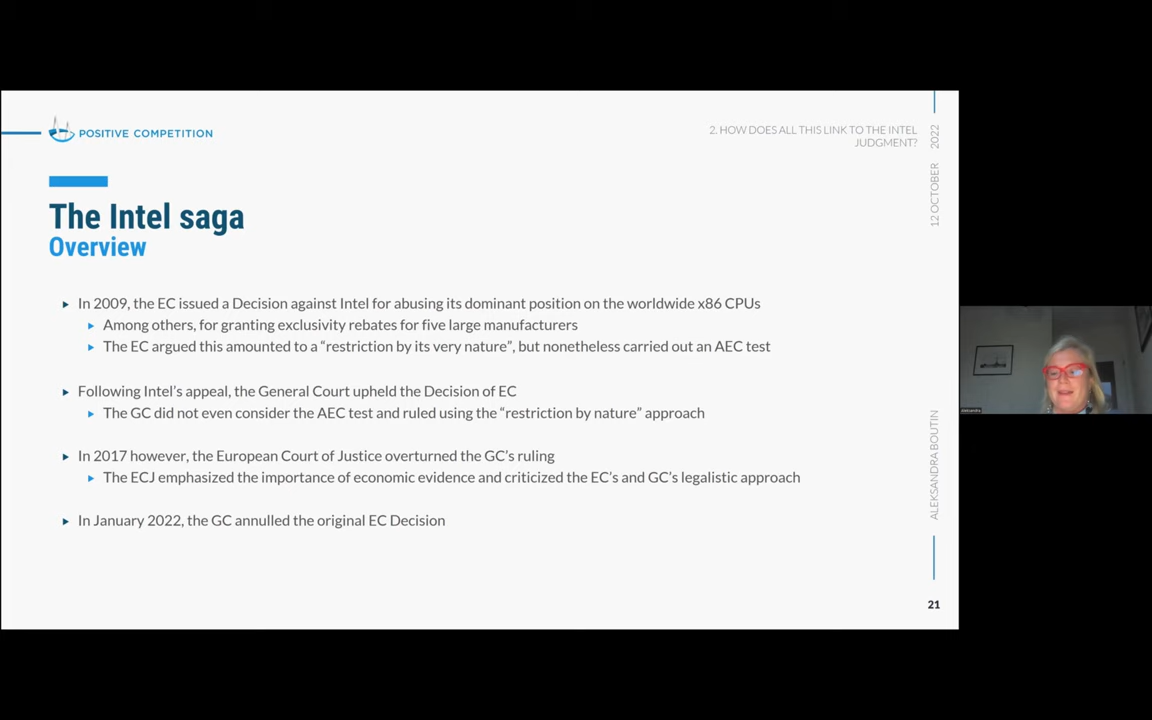 POSITIVE COMPETITION
2. HOW DOES ALL THIS LINK TO THE INTEL
JUDGMENT?
12 OCTOBER 2022
The Intel saga
Overview
In 2009, the EC issued a Decision against Intel for abusing its dominant position on the worldwide x86 CPUs
Among others, for granting exclusivity rebates for five large manufacturers
The EC argued this amounted to a “restriction by its very nature”, but nonetheless carried out an AEC test
Following Intel’s appeal, the General Court upheld the Decision of EC
The GC did not even consider the AEC test and ruled using the “restriction by nature” approach
In 2017 however, the European Court of Justice overturned the GC’s ruling
The ECJ emphasized the importance of economic evidence and criticized the EC’s and GC’s legalistic approach
In January 2022, the GC annulled the original EC Decision
ALEKSANDRA BOUTIN
21
aleksandra